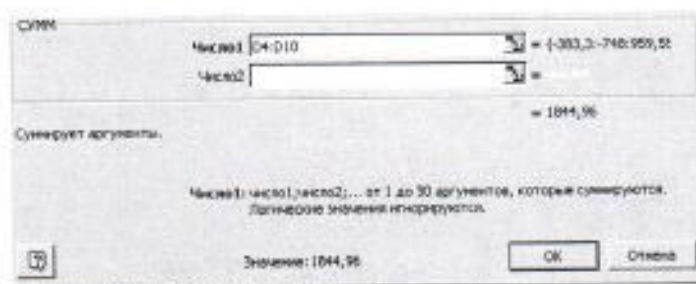 СУММ
Число1 D4:D10 = {-383,3:-748:959,5:
Число2 =
= 1844,96
Суммирует аргументы.
Число1: число1;число2;... от 1 до 30 аргументов, которые суммируются.
Логические значения игнорируются.
Значение: 1844,96
ОК
Отмена